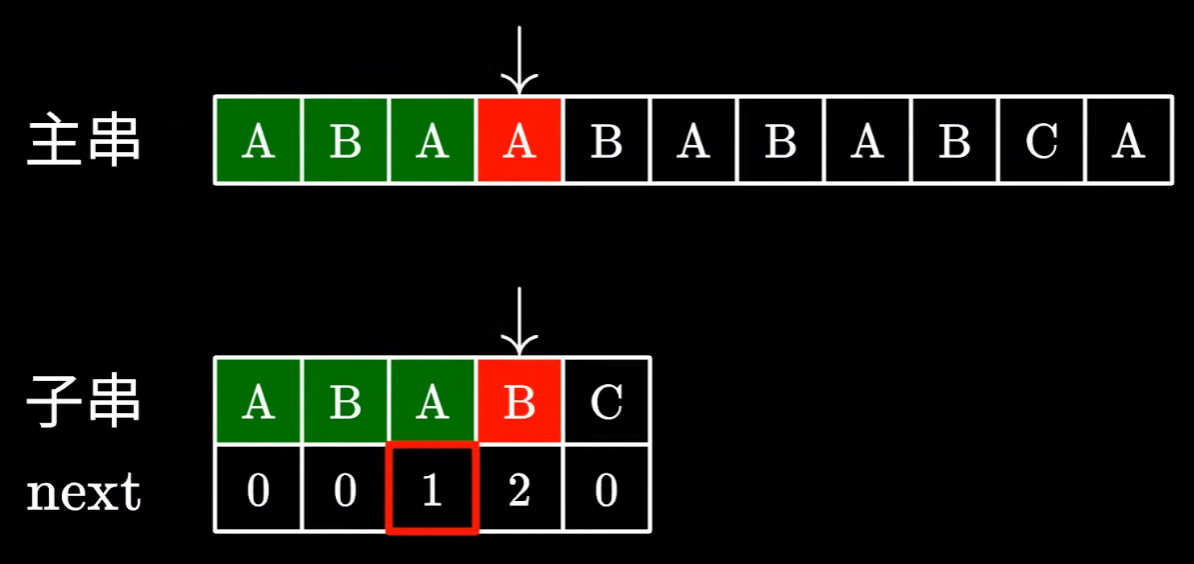 主串 A B A A B A B A B C A
子串 A B A B C
next 0 0 1 2 0